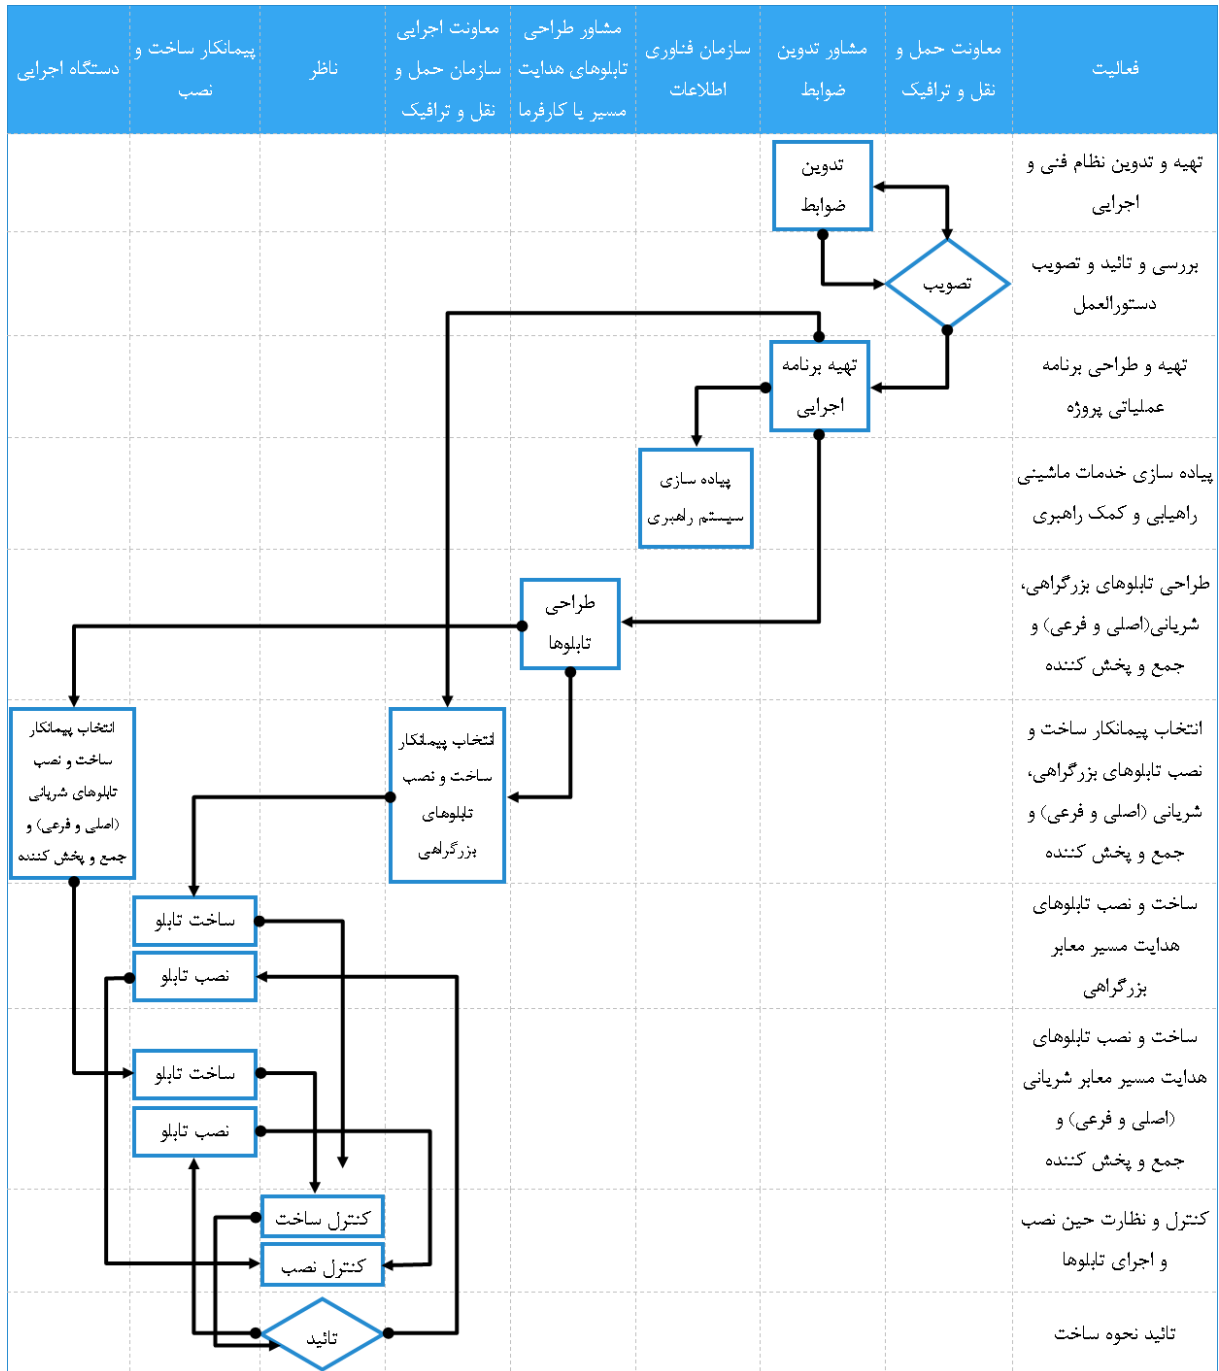 فعالیت
معاونت حمل و
نقل و ترافیک
مشاور تدوین
ضوابط
سازمان فناوری
اطلاعات
مشاور طراحی
تابلوهای هدایت
مسیر یا کارفرما
معاونت اجرایی
سازمان حمل و
نقل و ترافیک
ناظر
پیمانکار ساخت و
نصب
دستگاه اجرایی
تهیه و تدوین نظام فنی و
اجرایی
تدوین
ضوابط
بررسی و تائید و تصویب
دستورالعمل
تصویب
تهیه و طراحی برنامه
عملیاتی پروژه
تهیه برنامه
اجرایی
پیاده سازی خدمات ماشینی
راهیابی و کمک راهبری
پیاده سازی
سیستم راهبری
طراحی تابلوهای بزرگراهی،
شریانی(اصلی و فرعی) و
جمع و پخش کننده
طراحی
تابلوها
انتخاب پیمانکار ساخت و
نصب تابلوهای بزرگراهی،
شریانی (اصلی و فرعی) و
جمع و پخش کننده
انتخاب پیمانکار
ساخت و نصب
تابلوهای
بزرگراهی
انتخاب پیمانکار
ساخت و نصب
تابلوهای شریانی
(اصلی و فرعی) و
جمع و پخش کننده
ساخت و نصب تابلوهای
هدایت مسیر معابر
بزرگراهی
ساخت تابلو
نصب تابلو
ساخت و نصب تابلوهای
هدایت مسیر معابر شریانی
(اصلی و فرعی) و
جمع و پخش کننده
ساخت تابلو
نصب تابلو
کنترل و نظارت حین نصب
و اجرای تابلوها
کنترل ساخت
کنترل نصب
تائید نحوه ساخت
تائید